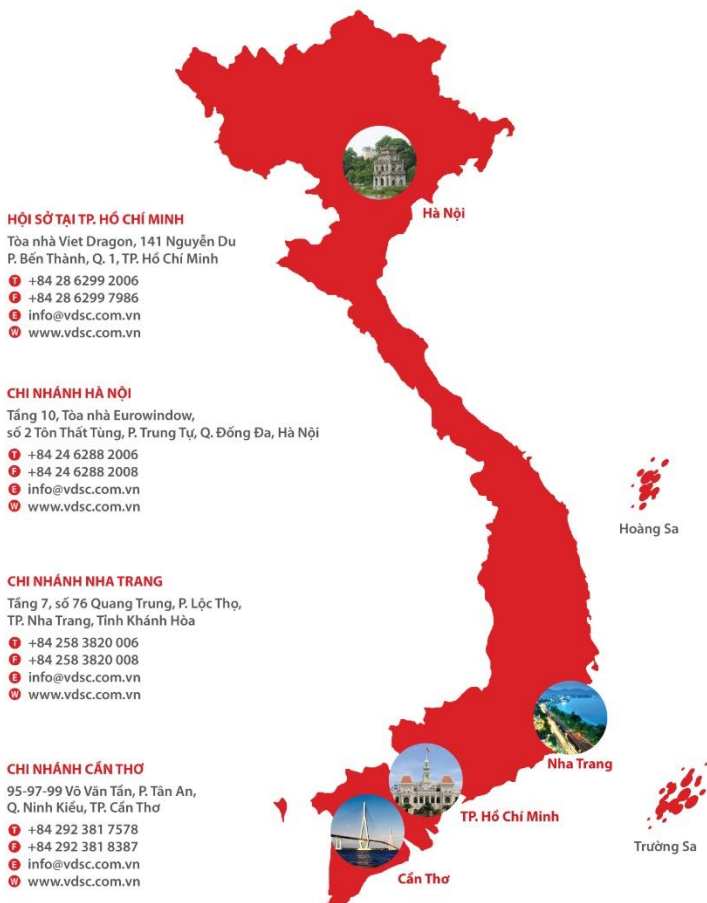 HỘI SỞ TẠI TP. HỒ CHÍ MINH
Tòa nhà Viet Dragon, 141 Nguyễn Du
P. Bến Thành, Q. 1, TP. Hồ Chí Minh
T +84 28 6299 2006
F +84 28 6299 7986
E info@vdsc.com.vn
W www.vdsc.com.vn
CHI NHÁNH HÀ NỘI
Tầng 10, Tòa nhà Eurowindow,
số 2 Tôn Thất Tùng, P. Trung Tự, Q. Đống Đa, Hà Nội
T +84 24 6288 2006
F +84 24 6288 2008
E info@vdsc.com.vn
W www.vdsc.com.vn
CHI NHÁNH NHA TRANG
Tầng 7, số 76 Quang Trung, P. Lộc Thọ,
TP. Nha Trang, Tỉnh Khánh Hòa
T +84 258 3820 006
F +84 258 3820 008
E info@vdsc.com.vn
W www.vdsc.com.vn
CHI NHÁNH CẦN THƠ
95-97-99 Võ Văn Tần, P. Tân An,
Q. Ninh Kiều, TP. Cần Thơ
T +84 292 381 7578
F +84 292 381 8387
E info@vdsc.com.vn
W www.vdsc.com.vn
Hà Nội
Hoàng Sa
Nha Trang
TP. Hồ Chí Minh
Trường Sa
Cần Thơ